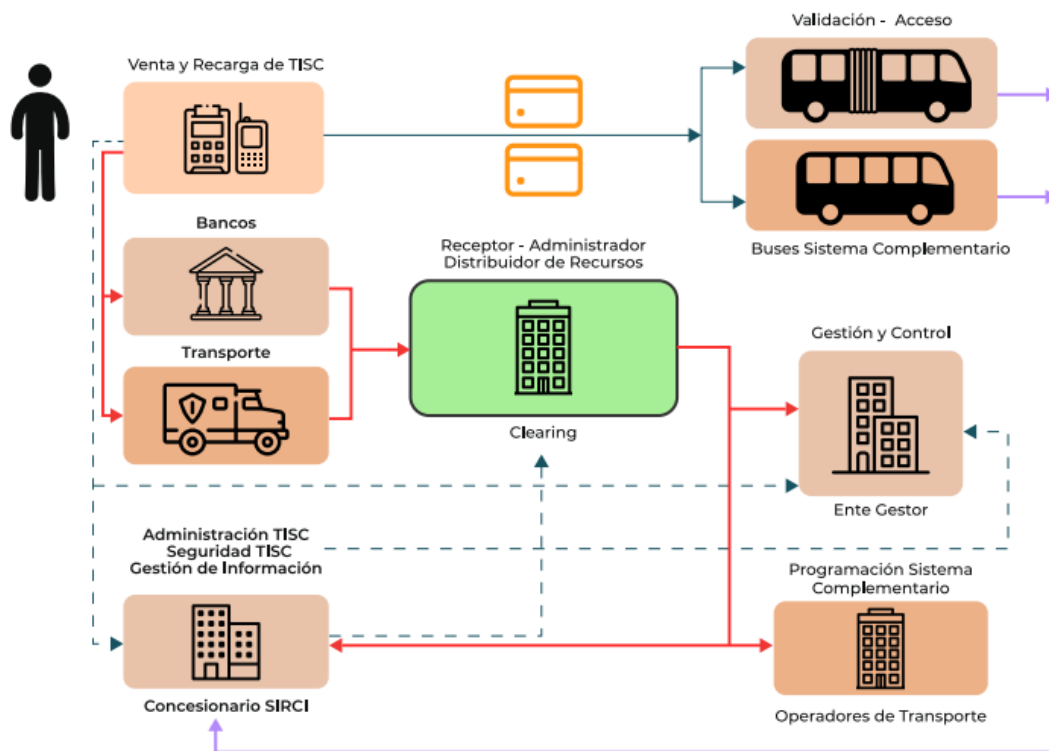 Validación - Acceso
Venta y Recarga de TISC
Bancos
Buses Sistema Complementario
Receptor - Administrador
Distribuidor de Recursos
Transporte
Gestión y Control
Clearing
Ente Gestor
Administración TISC
Seguridad TISC
Gestión de Información
Programación Sistema
Complementario
Concesionario SIRCI
Operadores de Transporte